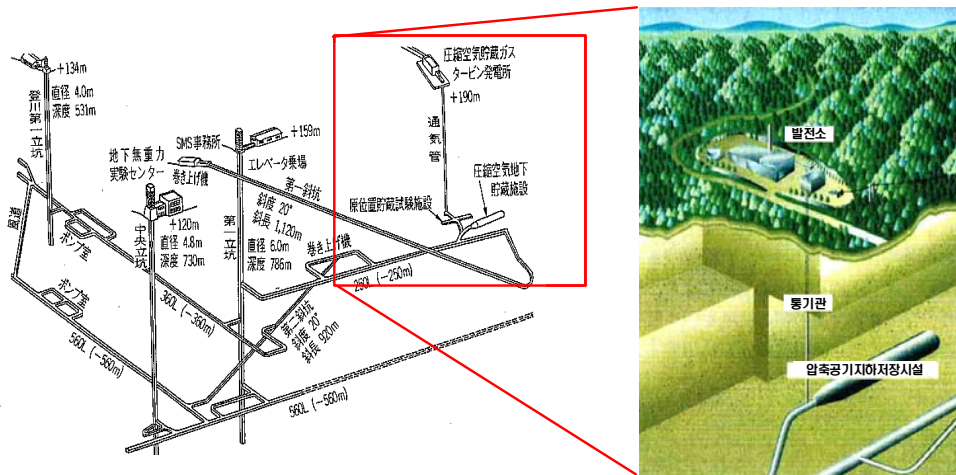 +134m
登川第一立坑
直径 4.0m
深度 531m
SMS事務所
+159m
地下無重力
実験センター
巻き上げ機
エレベータ乗場
+120m
中央立坑
直径 4.8m
深度 730m
第一立坑
直径 6.0m
深度 786m
第一斜坑
斜度 20°
斜長 1,120m
巻き上げ機
圧縮空気貯蔵ガス
タービン発電所
+190m
通気管
圧縮空気地下
貯蔵施設
原位置貯蔵試験施設
250L (-250m)
風道
ポンプ室
ポンプ室
360L (-360m)
第二斜坑
斜度 20°
斜長 920m
560L (-560m)
560L (-560m)
발전소
통기관
압축공기지하저장시설